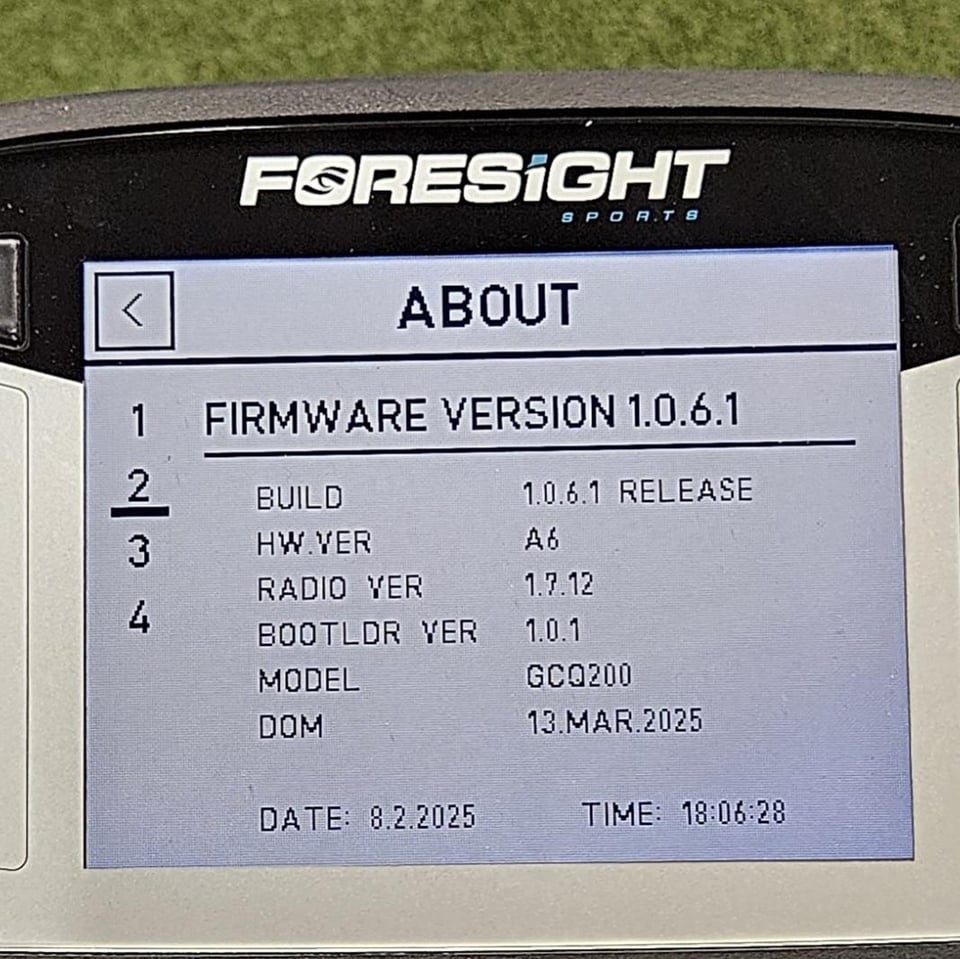 FORESiGHT
SPORTS
< ABOUT
1 FIRMWARE VERSION 1.0.6.1
2 BUILD 1.0.6.1 RELEASE
3 HW.VER A6
RADIO VER 1.7.12
4 BOOTLDR VER 1.0.1
MODEL GCQ200
DOM 13.MAR.2025
DATE: 8.2.2025 TIME: 18:06:28